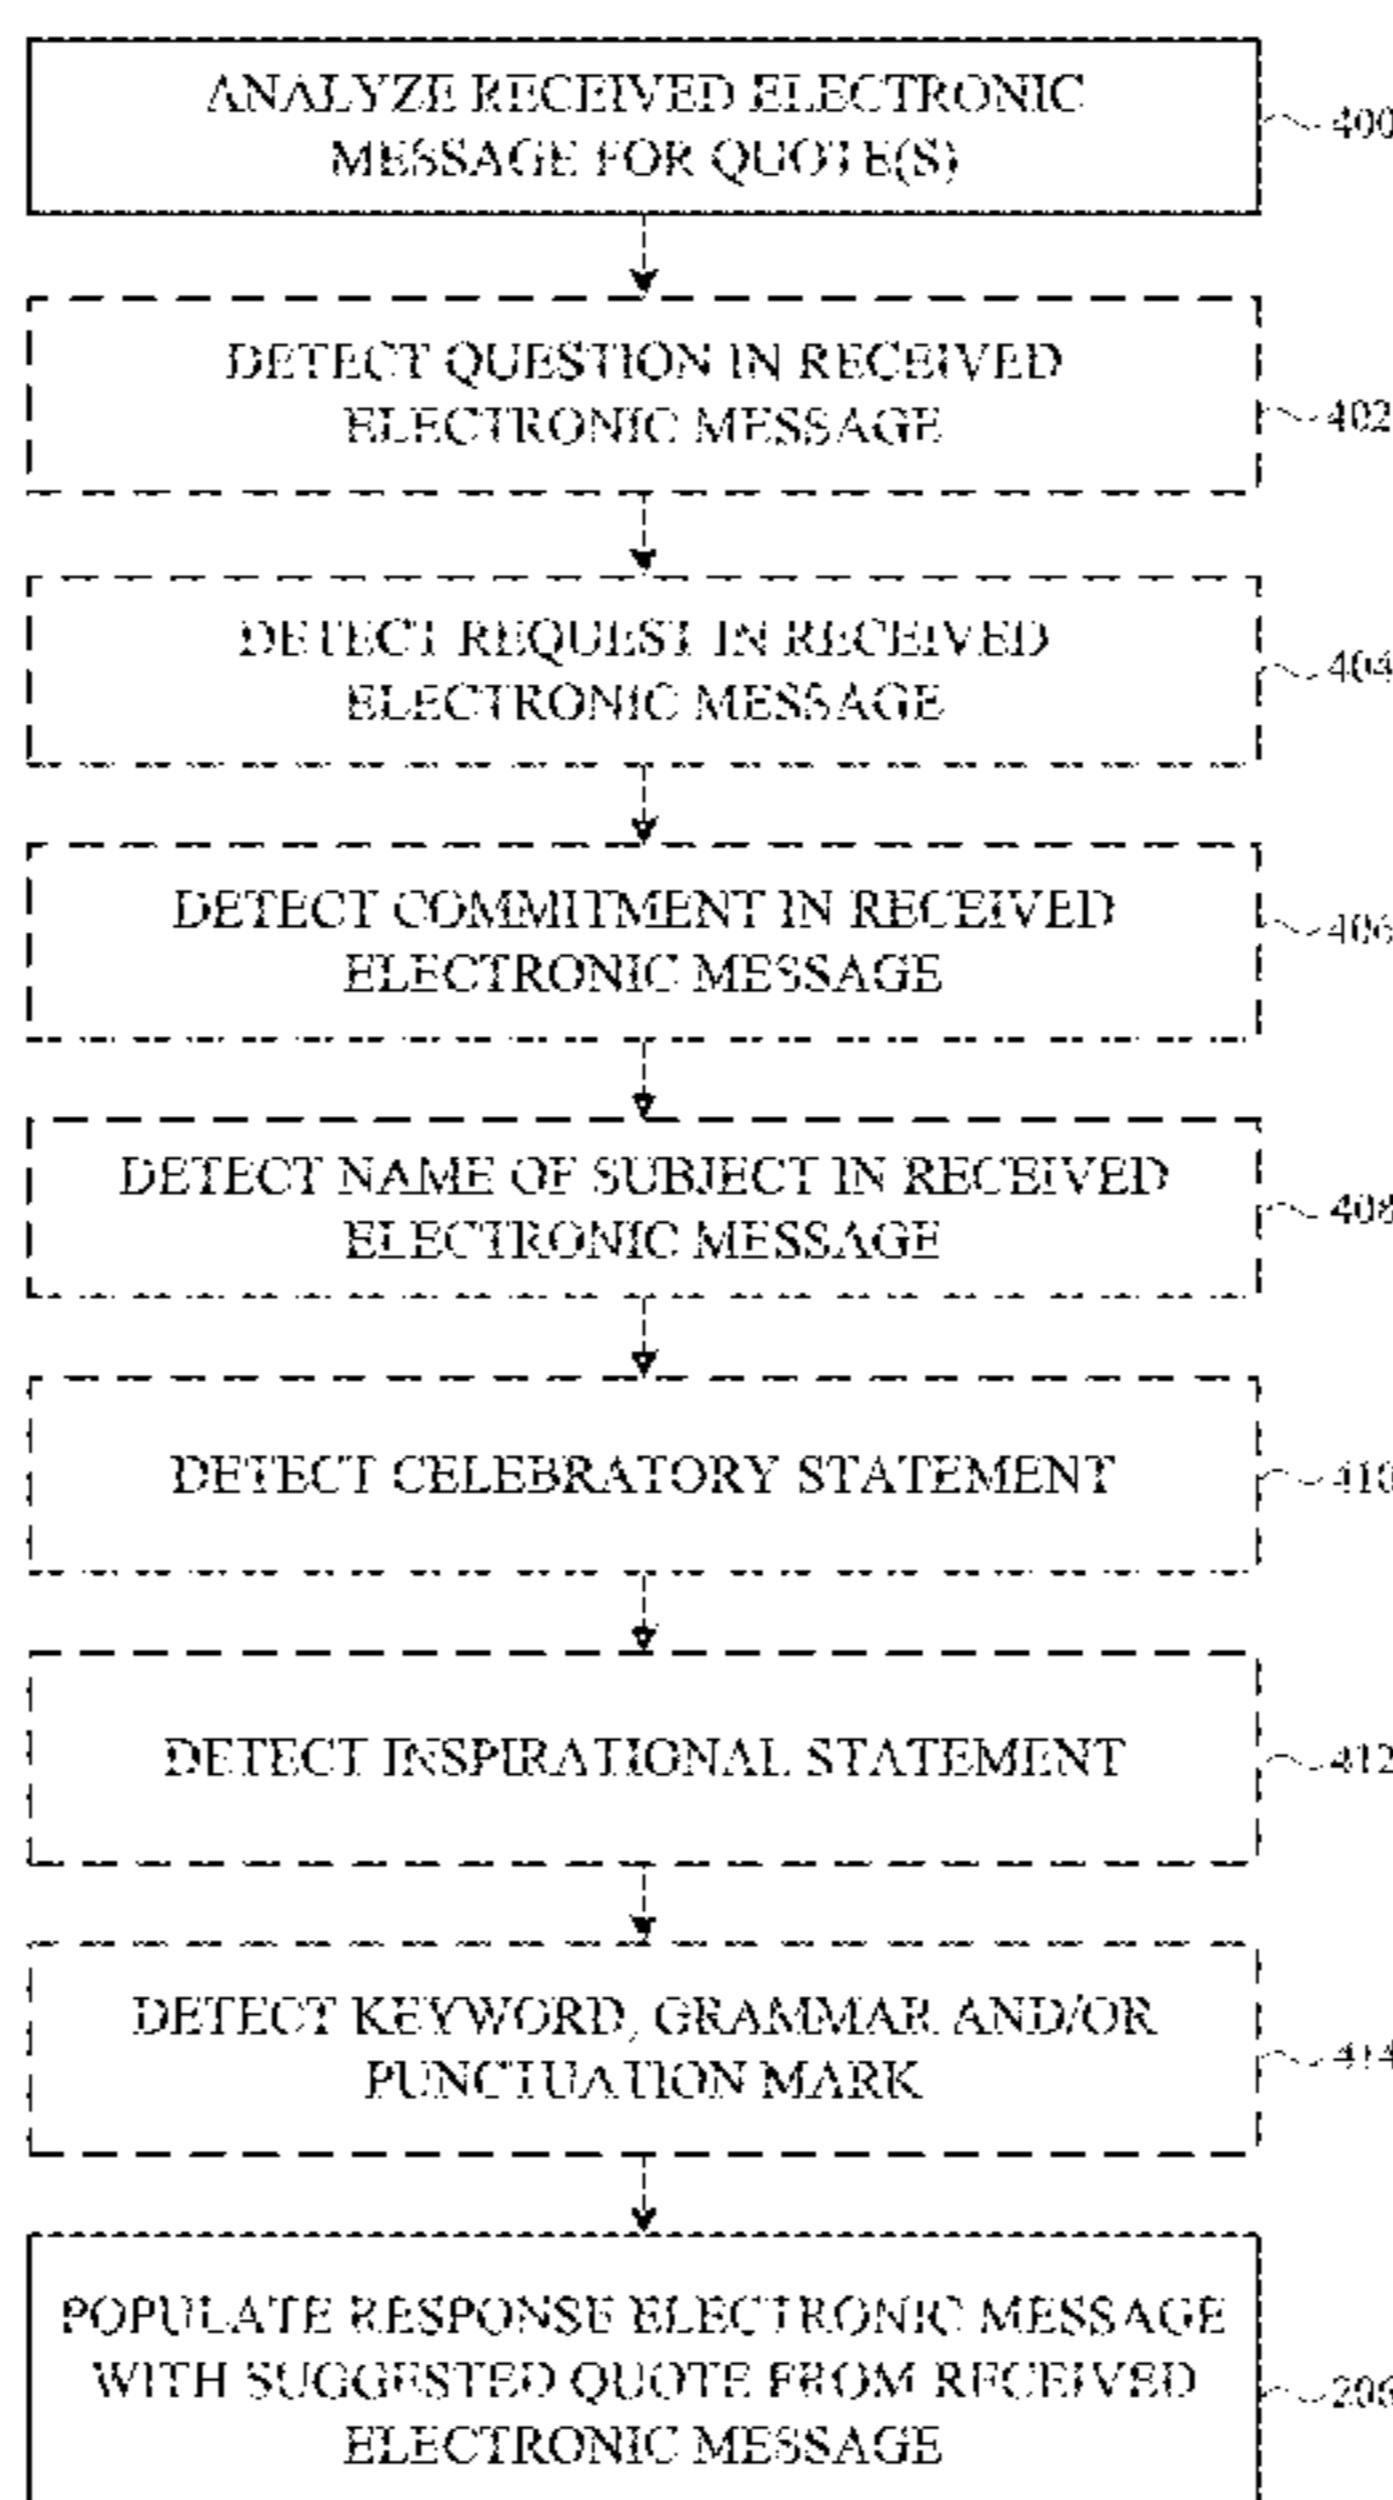 ANALYZE RECEIVED ELECTRONIC
MESSAGE FOR QUOTE(S)
400
DETECT QUESTION IN RECEIVED
ELECTRONIC MESSAGE
402
DETECT REQUEST IN RECEIVED
ELECTRONIC MESSAGE
404
DETECT COMMITMENT IN RECEIVED
ELECTRONIC MESSAGE
406
DETECT NAME OF SUBJECT IN RECEIVED
ELECTRONIC MESSAGE
408
DETECT CELEBRATORY STATEMENT
410
DETECT INSPIRATIONAL STATEMENT
412
DETECT KEYWORD, GRAMMAR AND/OR
PUNCTUATION MARK
414
POPULATE RESPONSE ELECTRONIC MESSAGE
WITH SUGGESTED QUOTE FROM RECEIVED
ELECTRONIC MESSAGE
206